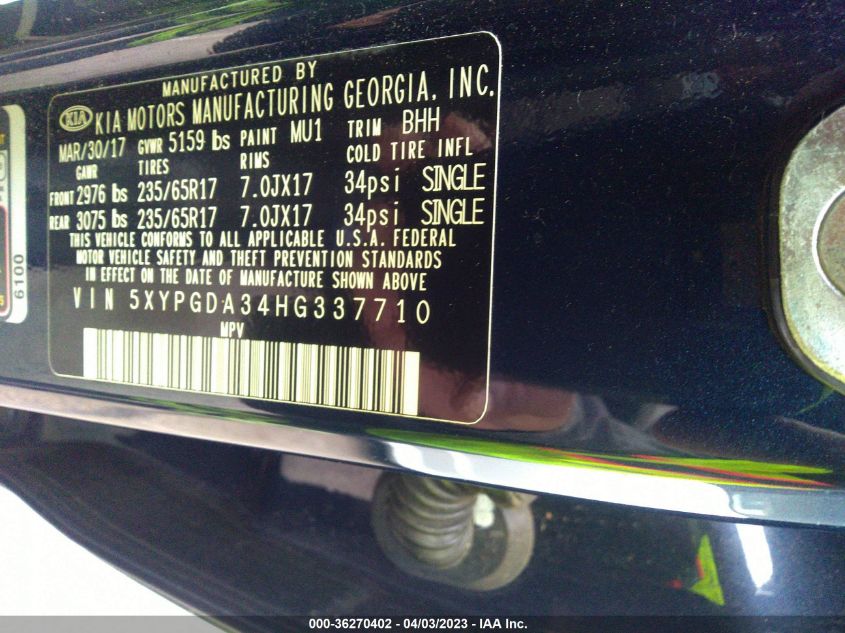 MANUFACTURED BY
KIA KIA MOTORS MANUFACTURING GEORGIA, INC.
MAR/30/17 GVWR 5159 lbs PAINT MU1 TRIM BHH
GAWR TIRES RIMS COLD TIRE INFL
FRONT 2976 lbs 235/65R17 7.0JX17 34psi SINGLE
REAR 3075 lbs 235/65R17 7.0JX17 34psi SINGLE
THIS VEHICLE CONFORMS TO ALL APPLICABLE U.S.A. FEDERAL
MOTOR VEHICLE SAFETY AND THEFT PREVENTION STANDARDS
IN EFFECT ON THE DATE OF MANUFACTURE SHOWN ABOVE
VIN 5XYPGDA34HG337710
MPV
6100
000-36270402 - 04/03/2023 - IAA Inc.